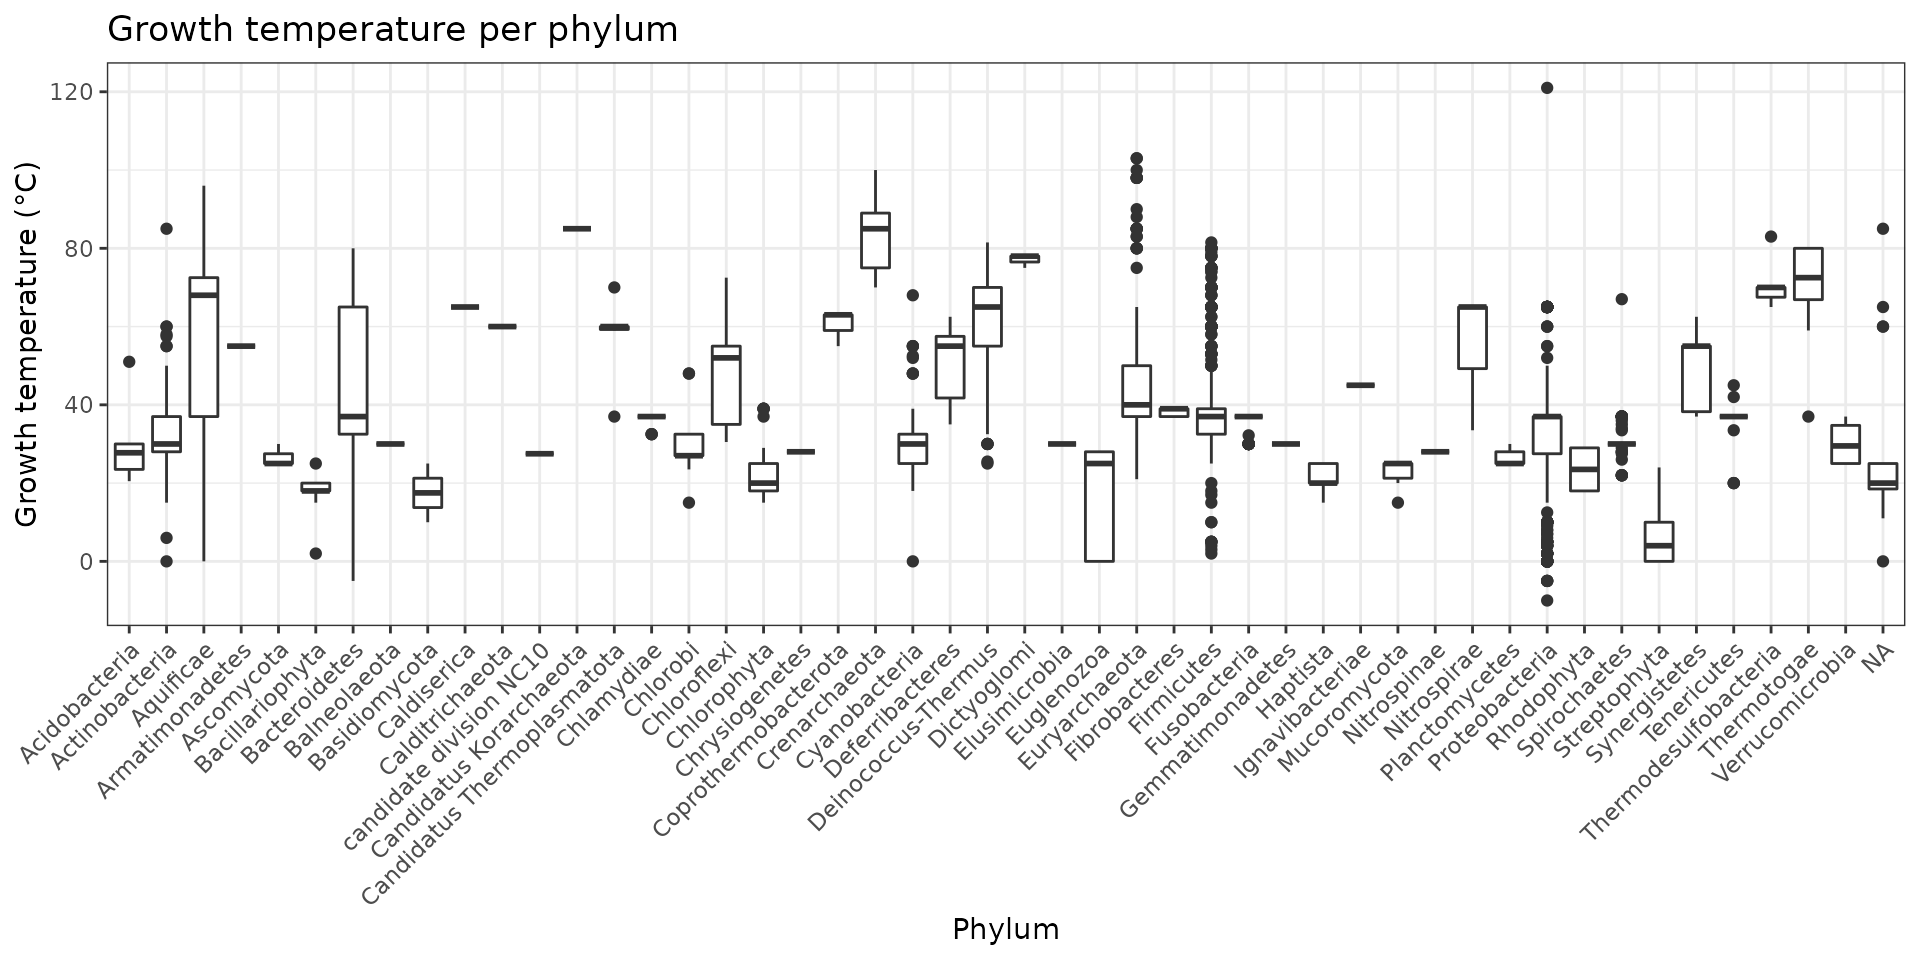 Growth temperature per phylum
Growth temperature (°C)
120
80
40
0
Acidobacteria
Actinobacteria
Aquificae
Armatimonadetes
Ascomycota
Bacillariophyta
Bacteroidetes
Balneolaeota
Basidiomycota
Caldiserica
Calditrichaeota
candidate division NC10
Candidatus Korarchaeota
Candidatus Thermoplasmatota
Chlamydiae
Chlorobi
Chloroflexi
Chlorophyta
Chrysiogenetes
Coprothermobacterota
Crenarchaeota
Cyanobacteria
Deferribacteres
Deinococcus-Thermus
Dictyoglomi
Elusimicrobia
Euglenozoa
Euryarchaeota
Fibrobacteres
Firmicutes
Fusobacteria
Gemmatimonadetes
Haptista
Ignavibacteriae
Mucoromycota
Nitrospinae
Nitrospirae
Planctomycetes
Proteobacteria
Rhodophyta
Spirochaetes
Streptophyta
Synergistetes
Tenericutes
Thermodesulfobacteria
Thermotogae
Verrucomicrobia
NA
Phylum